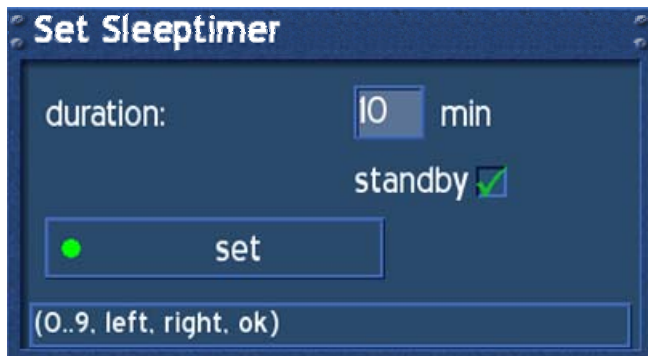 Set Sleeptimer
duration: 10 min
standby
set
(0..9, left, right, ok)